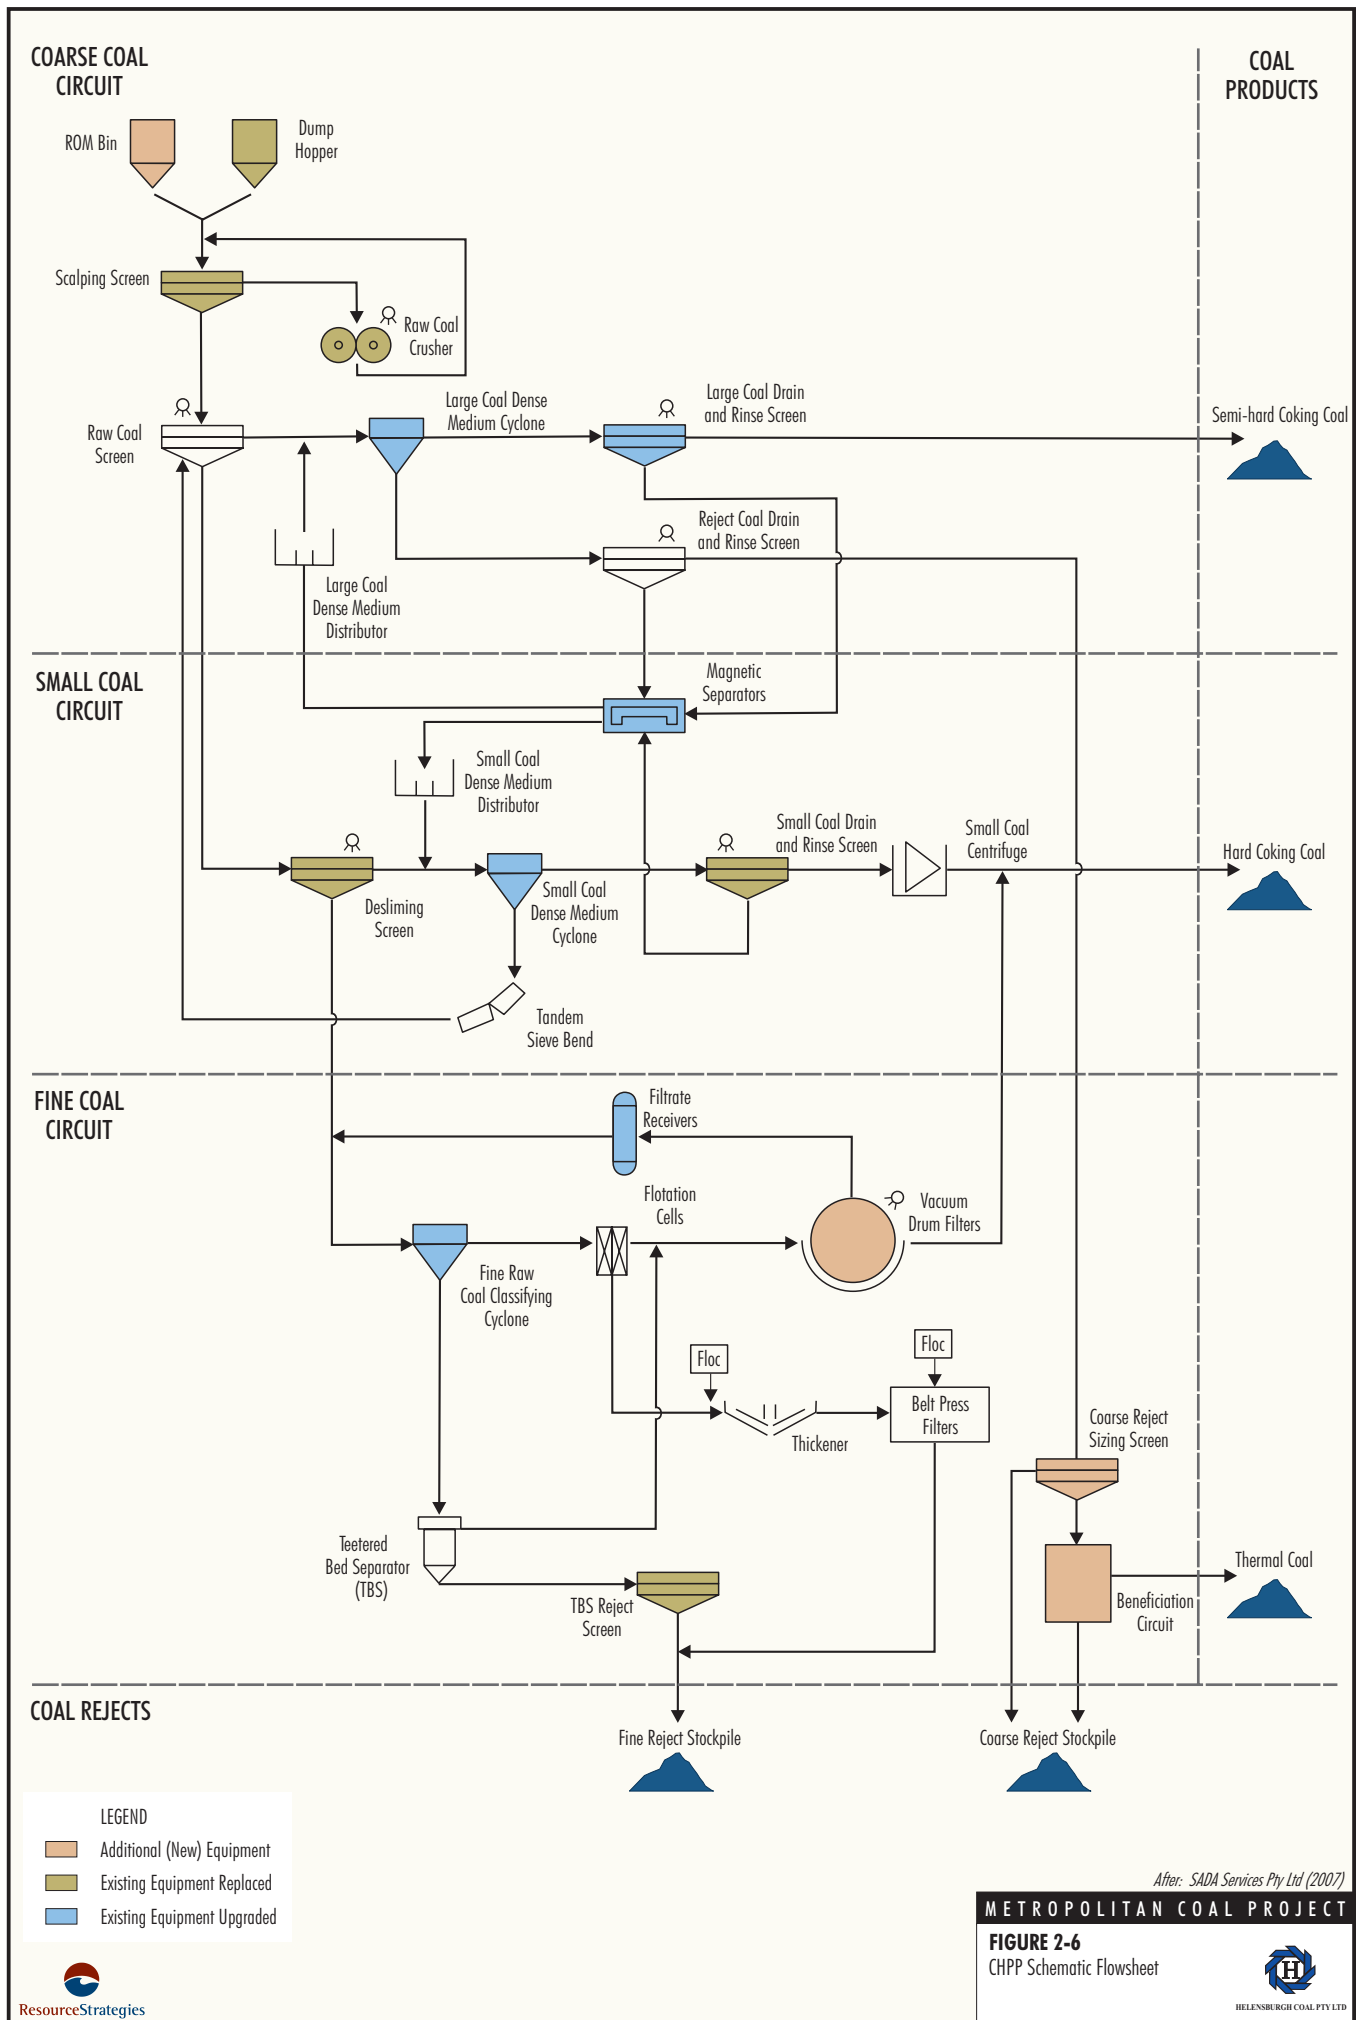 COARSE COAL
CIRCUIT
COAL
PRODUCTS
ROM Bin
Dump
Hopper
Scalping Screen
Raw Coal
Crusher
Raw Coal
Screen
Large Coal Dense
Medium Cyclone
Large Coal Drain
and Rinse Screen
Semi-hard Coking Coal
Reject Coal Drain
and Rinse Screen
Large Coal
Dense Medium
Distributor
SMALL COAL
CIRCUIT
Magnetic
Separators
Small Coal
Dense Medium
Distributor
Small Coal Drain
and Rinse Screen
Small Coal
Centrifuge
Hard Coking Coal
Desliming
Screen
Small Coal
Dense Medium
Cyclone
Tandem
Sieve Bend
FINE COAL
CIRCUIT
Filtrate
Receivers
Flotation
Cells
Vacuum
Drum Filters
Fine Raw
Coal Classifying
Cyclone
Floc
Floc
Belt Press
Filters
Thickener
Coarse Reject
Sizing Screen
Teetered
Bed Separator
(TBS)
TBS Reject
Screen
Beneficiation
Circuit
Thermal Coal
COAL REJECTS
Fine Reject Stockpile
Coarse Reject Stockpile
LEGEND
Additional (New) Equipment
Existing Equipment Replaced
Existing Equipment Upgraded
After: SADA Services Pty Ltd (2007)
METROPOLITAN COAL PROJECT
FIGURE 2-6
CHPP Schematic Flowsheet
H
HELENSBURGH COAL PTY LTD
ResourceStrategies